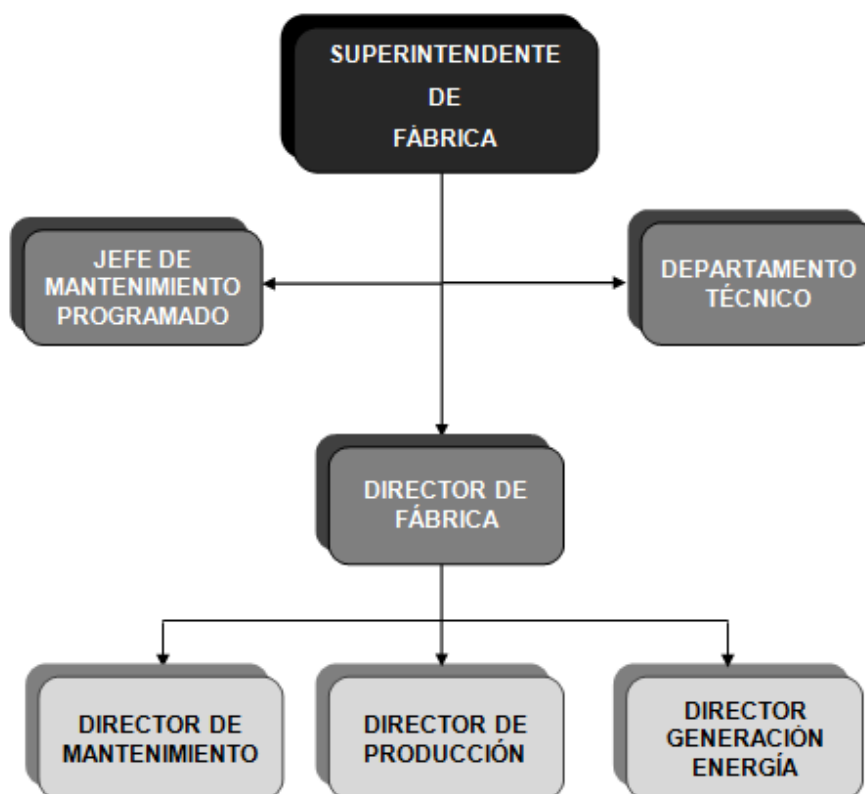 SUPERINTENDENTE
DE
FÀBRICA
JEFE DE
MANTENIMIENTO
PROGRAMADO
DEPARTAMENTO
TÉCNICO
DIRECTOR DE
FÁBRICA
DIRECTOR DE
MANTENIMIENTO
DIRECTOR DE
PRODUCCIÓN
DIRECTOR
GENERACIÓN
ENERGÍA